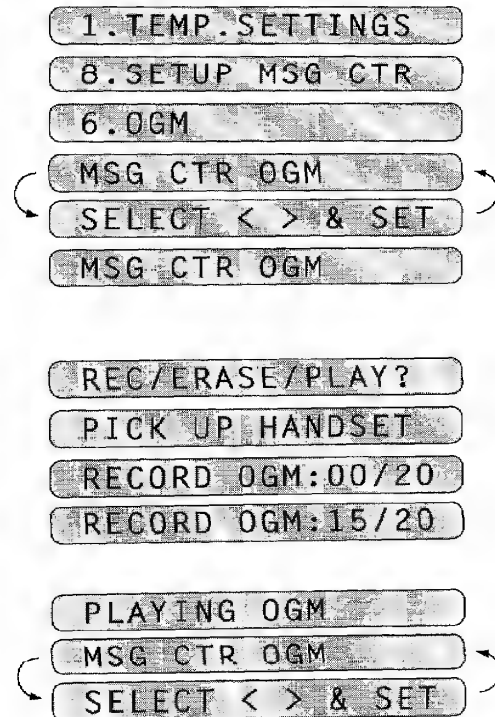 1.TEMP.SETTINGS
8.SETUP MSG CTR
6.OGM
MSG CTR OGM
SELECT < > & SET
MSG CTR OGM
REC/ERASE/PLAY?
PICK UP HANDSET
RECORD OGM:00/20
RECORD OGM:15/20
PLAYING OGM
MSG CTR OGM
SELECT < > & SET